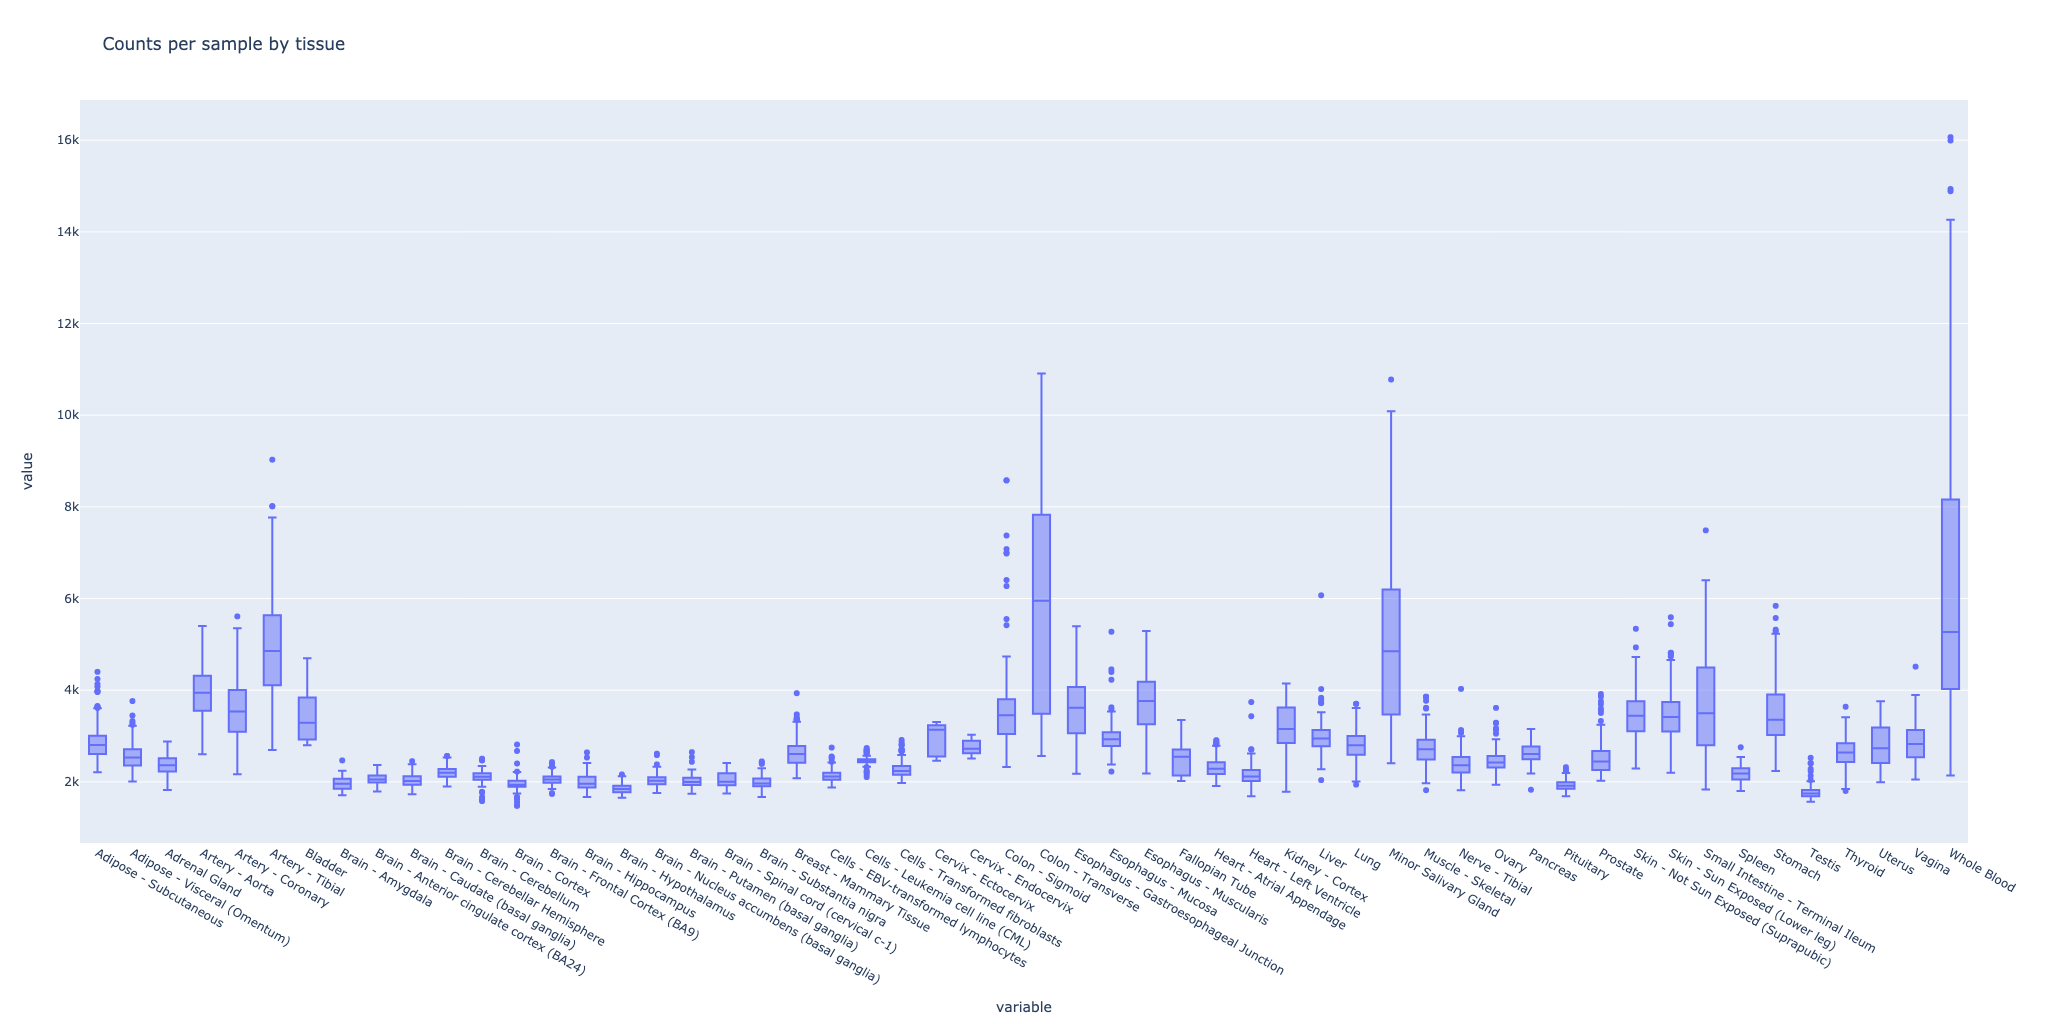 Counts per sample by tissue
16k
14k
12k
10k
8k
6k
4k
2k
value
Adipose - Subcutaneous
Adipose - Visceral (Omentum)
Adrenal Gland
Artery - Aorta
Artery - Coronary
Artery - Tibial
Bladder
Brain - Amygdala
Brain - Anterior cingulate cortex (BA24)
Brain - Caudate (basal ganglia)
Brain - Cerebellar Hemisphere
Brain - Cerebellum
Brain - Cortex
Brain - Frontal Cortex (BA9)
Brain - Hippocampus
Brain - Hypothalamus
Brain - Nucleus accumbens (basal ganglia)
Brain - Putamen (basal ganglia)
Brain - Spinal cord (cervical c-1)
Brain - Substantia nigra
Breast - Mammary Tissue
Cells - EBV-transformed lymphocytes
Cells - Leukemia cell line (CML)
Cells - Transformed fibroblasts
Cervix - Ectocervix
Cervix - Endocervix
Colon - Sigmoid
Colon - Transverse
Esophagus - Gastroesophageal Junction
Esophagus - Mucosa
Esophagus - Muscularis
Fallopian Tube
Heart - Atrial Appendage
Heart - Left Ventricle
Kidney - Cortex
Liver
Lung
Minor Salivary Gland
Muscle - Skeletal
Nerve - Tibial
Ovary
Pancreas
Pituitary
Prostate
Skin - Not Sun Exposed (Suprapubic)
Skin - Sun Exposed (Lower leg)
Small Intestine - Terminal Ileum
Spleen
Stomach
Testis
Thyroid
Uterus
Vagina
Whole Blood
variable